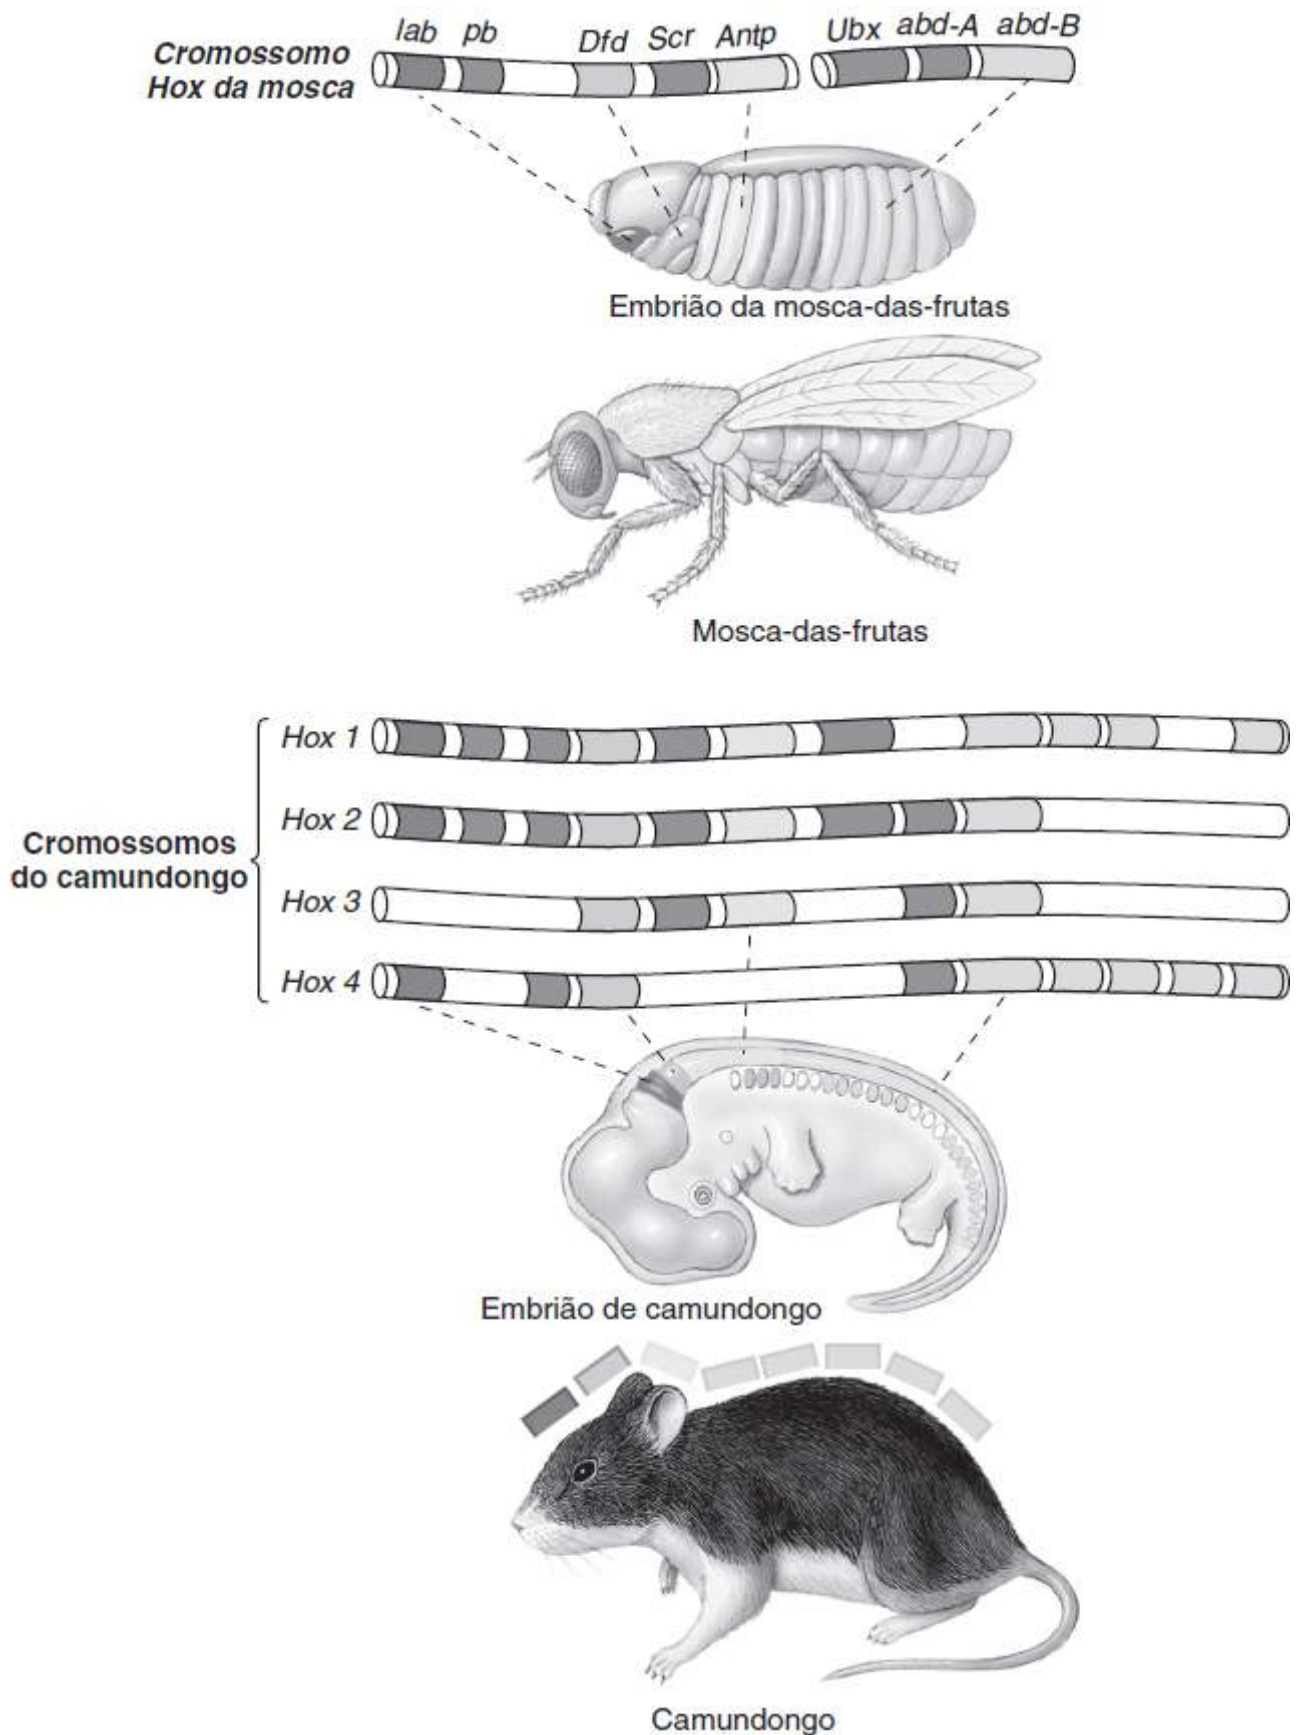 lab pb Dfd Scr Antp Ubx abd-A abd-B
Cromossomo
Hox da mosca
Embrião da mosca-das-frutas
Mosca-das-frutas
Hox 1
Hox 2
Cromossomos
do camundongo
Hox 3
Hox 4
Embrião de camundongo
Camundongo